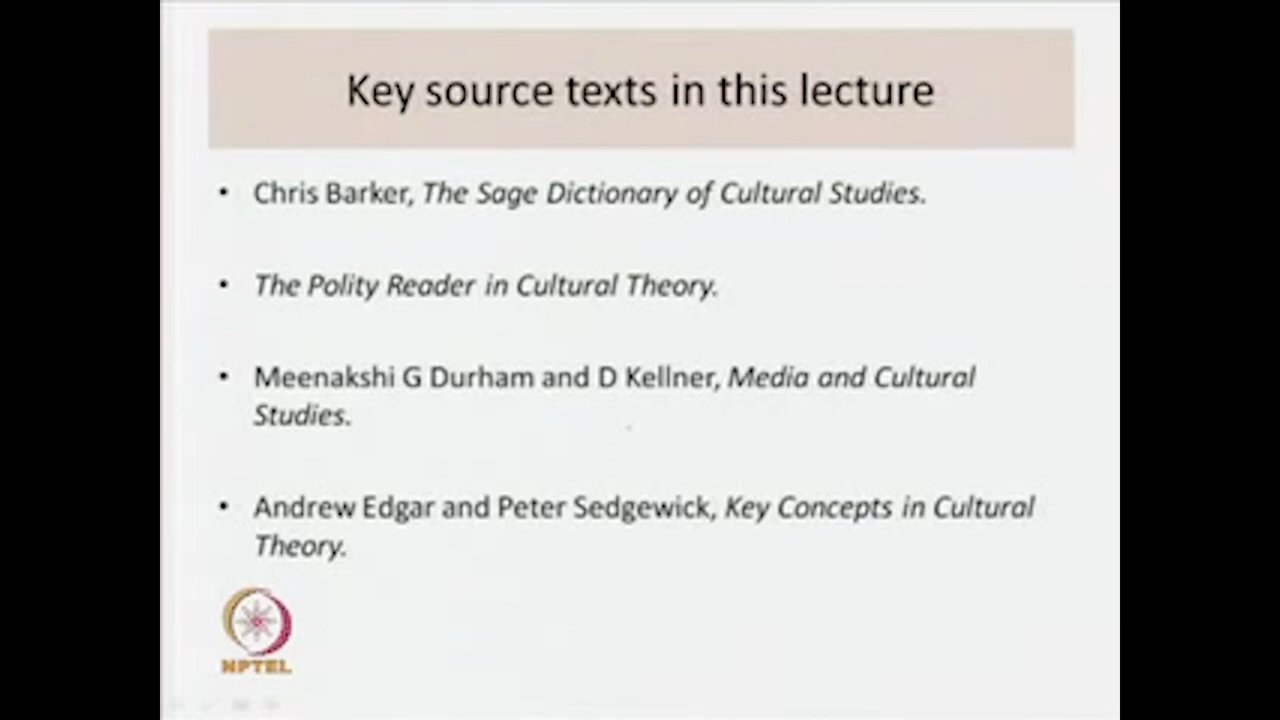 Key source texts in this lecture
• Chris Barker, The Sage Dictionary of Cultural Studies.
• The Polity Reader in Cultural Theory.
• Meenakshi G Durham and D Kellner, Media and Cultural
Studies.
• Andrew Edgar and Peter Sedgewick, Key Concepts in Cultural
Theory.
NPTEL